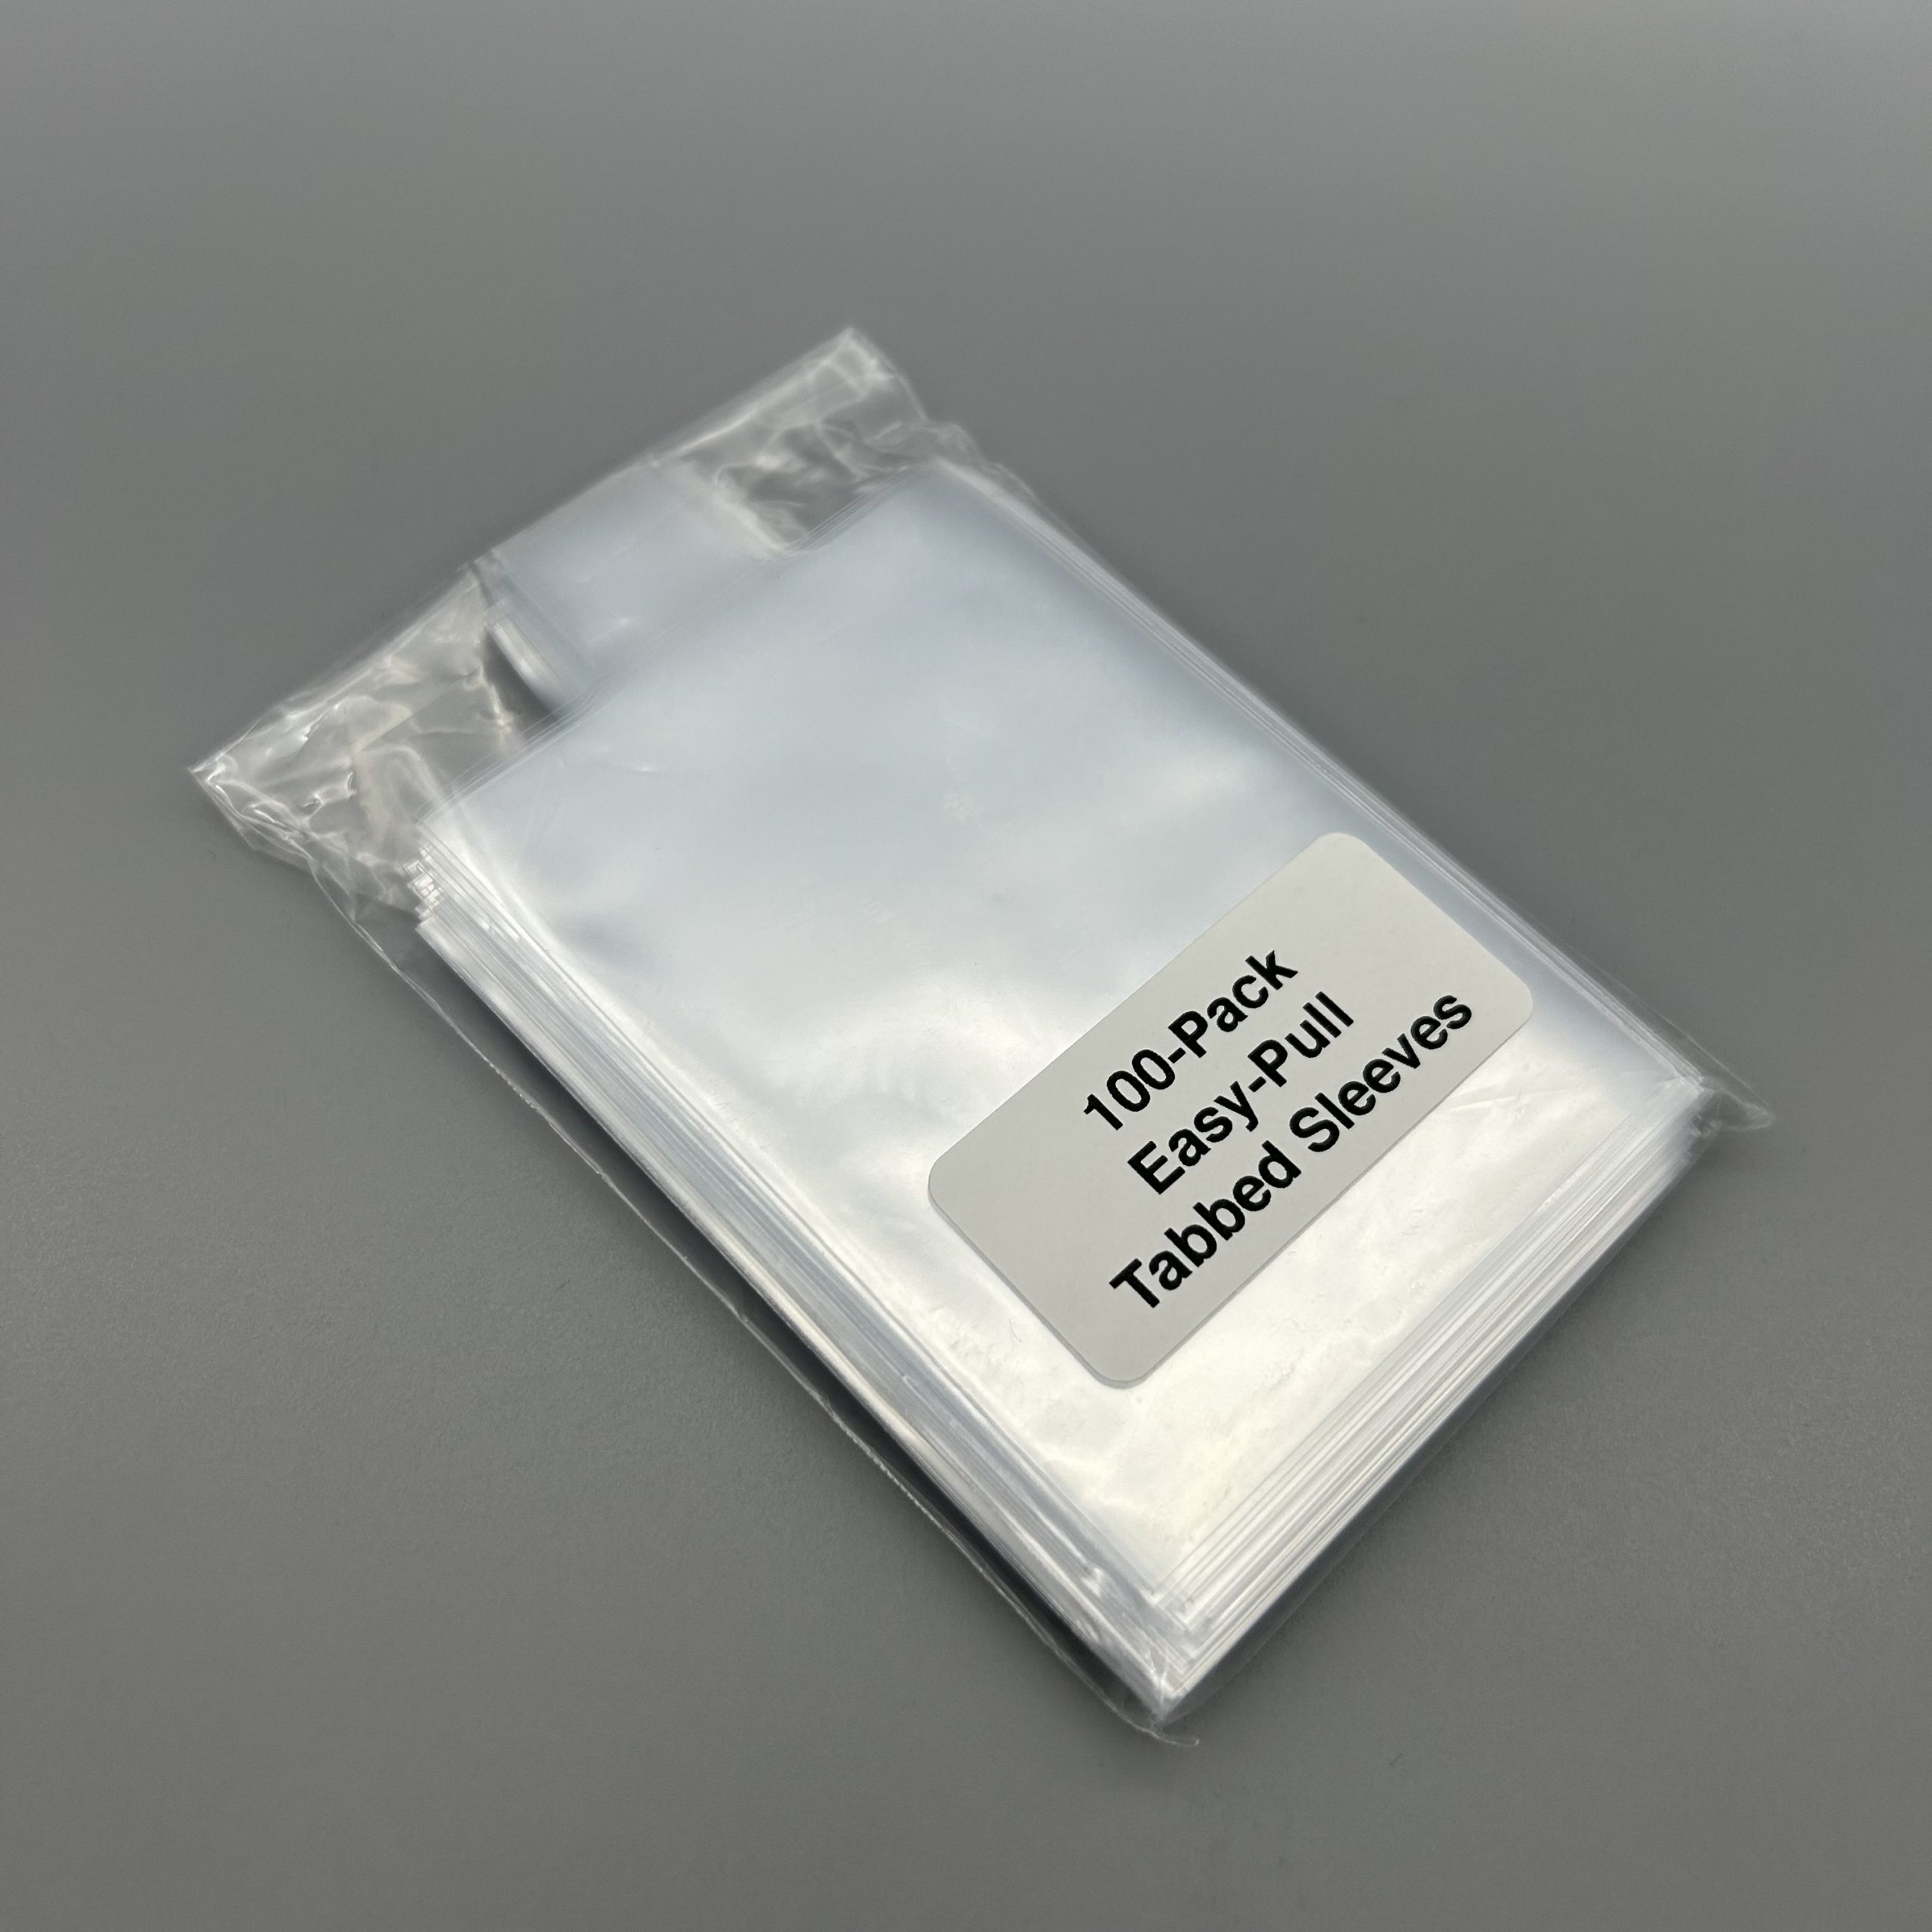 100-Pack
Easy-Pull
Tabbed Sleeves